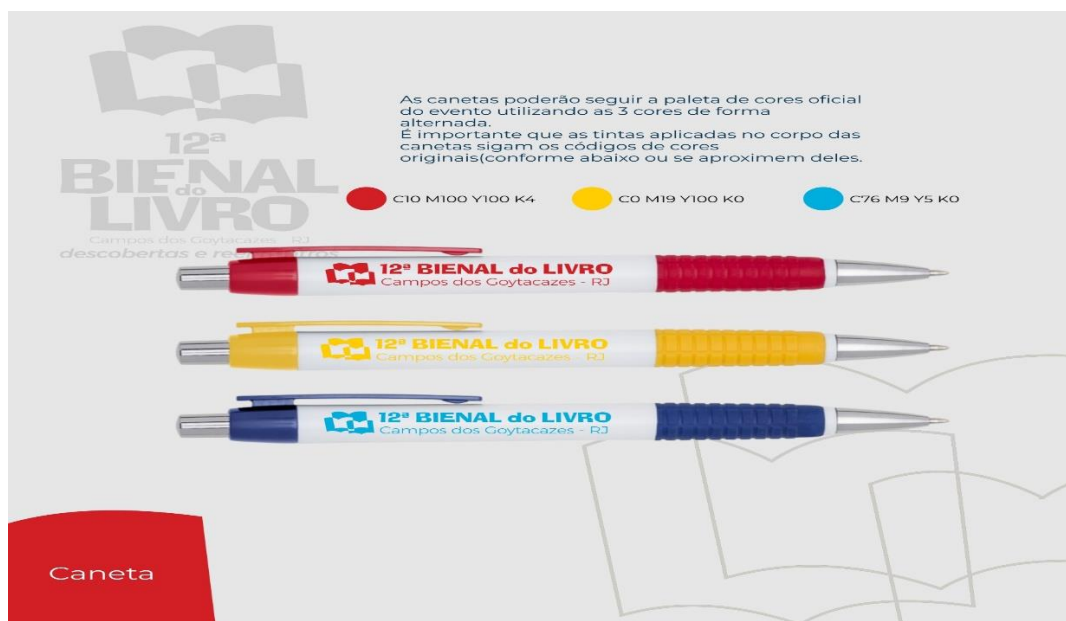 12ª
BIENAL
do
LIVRO
Campos dos Goytacazes - RJ
descobertas e
As canetas poderão seguir a paleta de cores oficial
do evento utilizando as 3 cores de forma
alternada.
É importante que as tintas aplicadas no corpo das
canetas sigam os códigos de cores
originais(conforme abaixo ou se aproximem deles.
C10 M100 Y100 K4
C0 M19 Y100 K0
C76 M9 Y5 K0
12ª BIENAL do LIVRO
Campos dos Goytacazes - RJ
12ª BIENAL do LIVRO
Campos dos Goytacazes - RJ
12ª BIENAL do LIVRO
Campos dos Goytacazes - RJ
Caneta